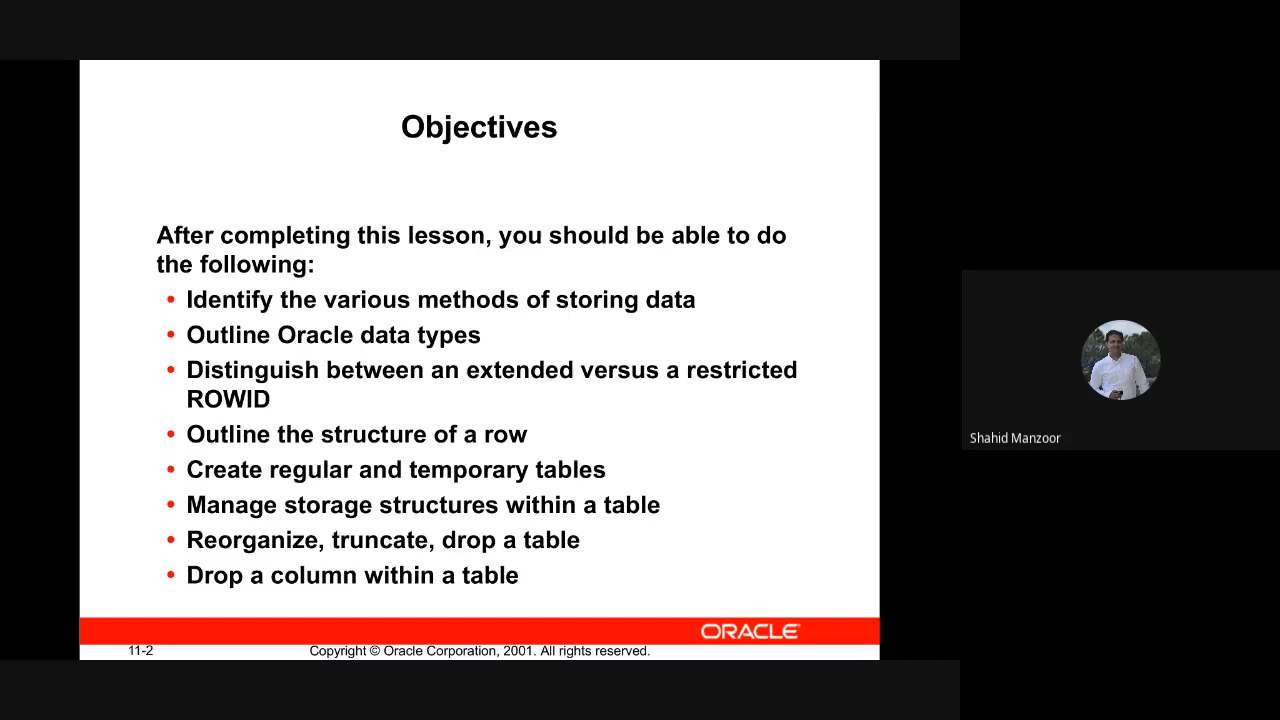 Objectives
After completing this lesson, you should be able to do
the following:
• Identify the various methods of storing data
• Outline Oracle data types
• Distinguish between an extended versus a restricted
ROWID
• Outline the structure of a row
• Create regular and temporary tables
• Manage storage structures within a table
• Reorganize, truncate, drop a table
• Drop a column within a table
ORACLE
11-2
Copyright © Oracle Corporation, 2001. All rights reserved.
Shahid Manzoor